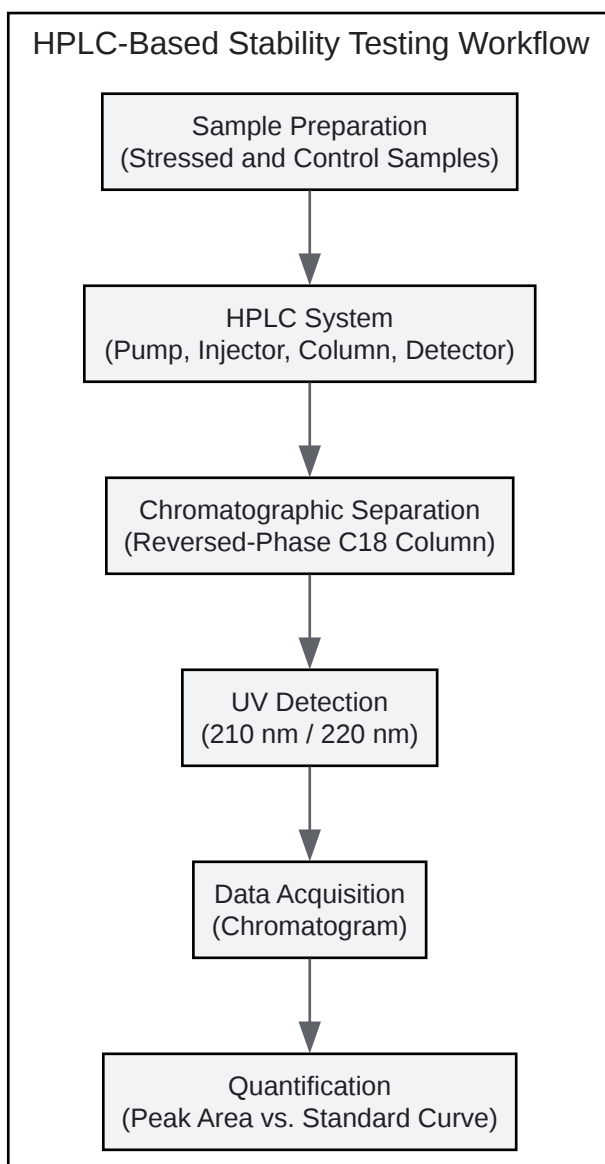 HPLC-Based Stability Testing Workflow
Sample Preparation
(Stressed and Control Samples)
HPLC System
(Pump, Injector, Column, Detector)
Chromatographic Separation
(Reversed-Phase C18 Column)
UV Detection
(210 nm / 220 nm)
Data Acquisition
(Chromatogram)
Quantification
(Peak Area vs. Standard Curve)